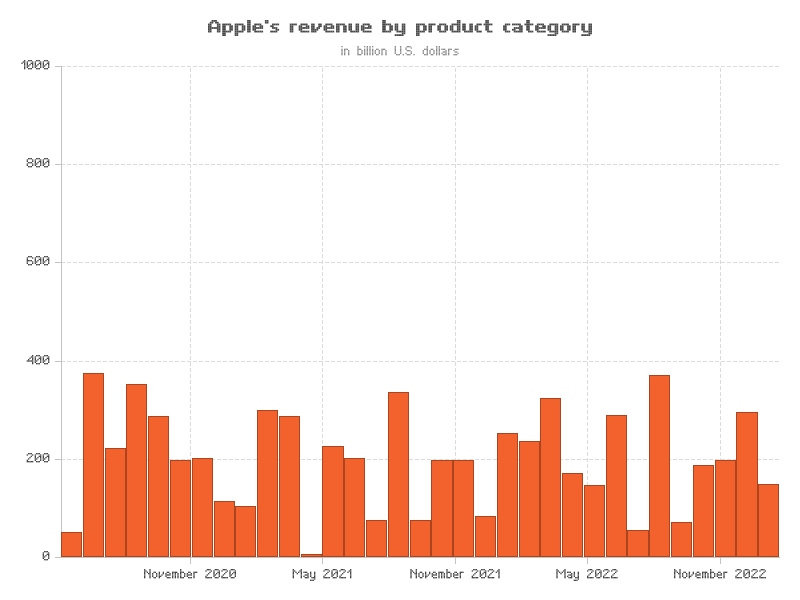 Apple's revenue by product category
in billion U.S. dollars
1000
800
600
400
200
0
November 2020 May 2021 November 2021 May 2022 November 2022